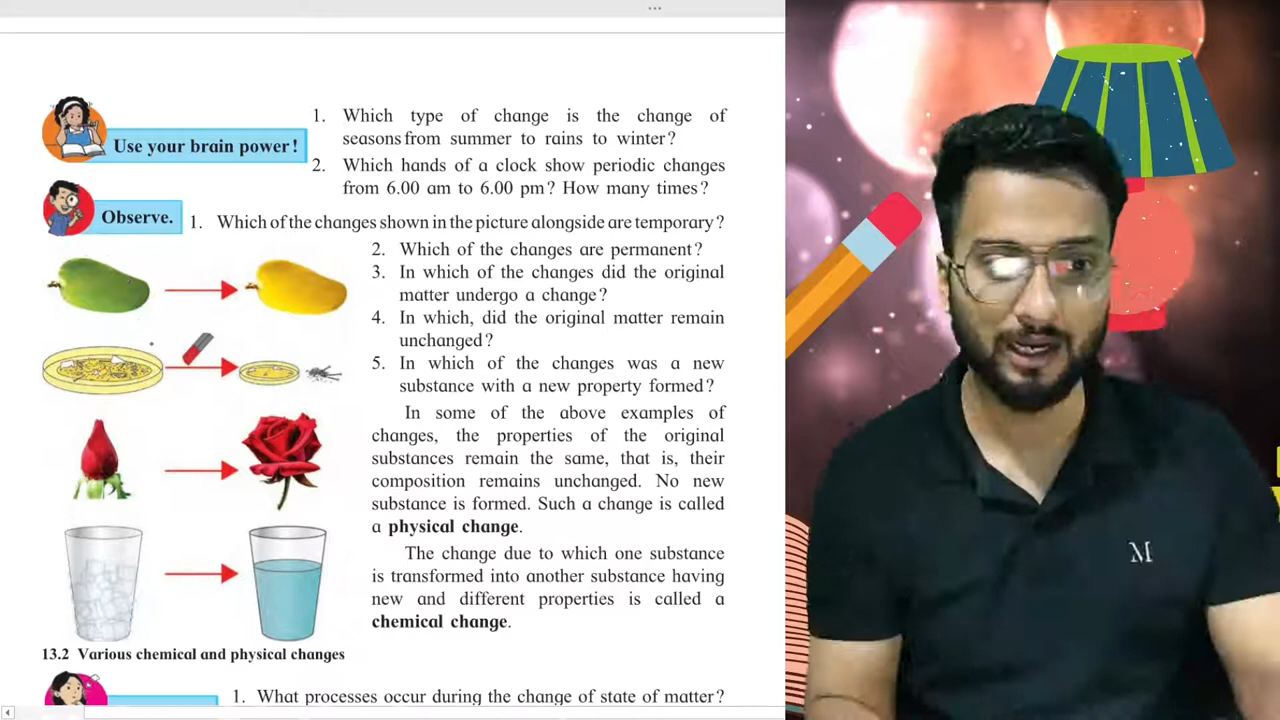 Use your brain power!
1. Which type of change is the change of
seasons from summer to rains to winter?
2. Which hands of a clock show periodic changes
from 6.00 am to 6.00 pm? How many times?
Observe.
1. Which of the changes shown in the picture alongside are temporary?
2. Which of the changes are permanent?
3. In which of the changes did the original
matter undergo a change?
4. In which, did the original matter remain
unchanged?
5. In which of the changes was a new
substance with a new property formed?
In some of the above examples of
changes, the properties of the original
substances remain the same, that is, their
composition remains unchanged. No new
substance is formed. Such a change is called
a physical change.
The change due to which one substance
is transformed into another substance having
new and different properties is called a
chemical change.
13.2 Various chemical and physical changes
1. What processes occur during the change of state of matter?
M